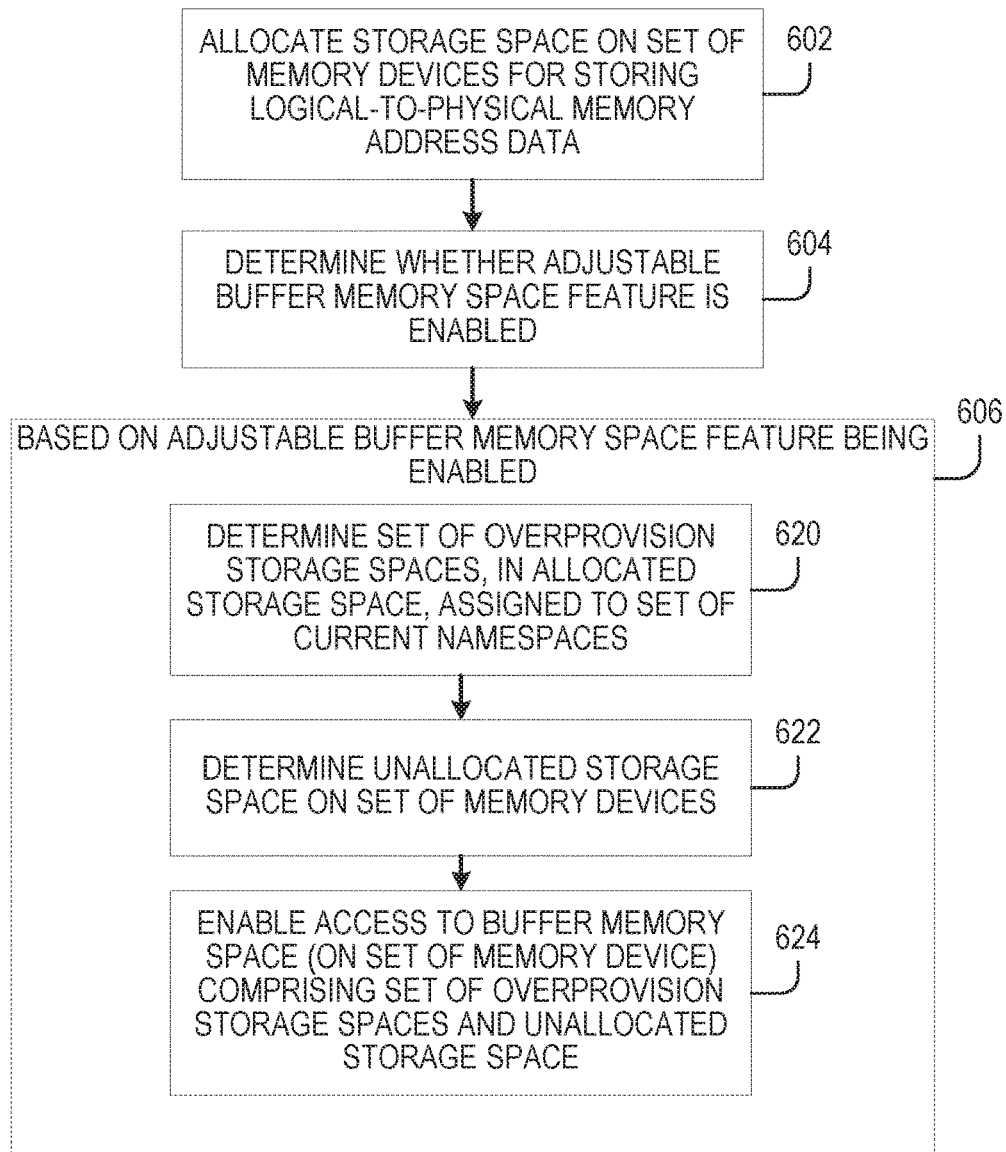 ALLOCATE STORAGE SPACE ON SET OF
MEMORY DEVICES FOR STORING
LOGICAL-TO-PHYSICAL MEMORY
ADDRESS DATA
602
DETERMINE WHETHER ADJUSTABLE
BUFFER MEMORY SPACE FEATURE IS
ENABLED
604
BASED ON ADJUSTABLE BUFFER MEMORY SPACE FEATURE BEING
ENABLED
606
DETERMINE SET OF OVERPROVISION
STORAGE SPACES, IN ALLOCATED
STORAGE SPACE, ASSIGNED TO SET OF
CURRENT NAMESPACES
620
DETERMINE UNALLOCATED STORAGE
SPACE ON SET OF MEMORY DEVICES
622
ENABLE ACCESS TO BUFFER MEMORY
SPACE (ON SET OF MEMORY DEVICE)
COMPRISING SET OF OVERPROVISION
STORAGE SPACES AND UNALLOCATED
STORAGE SPACE
624